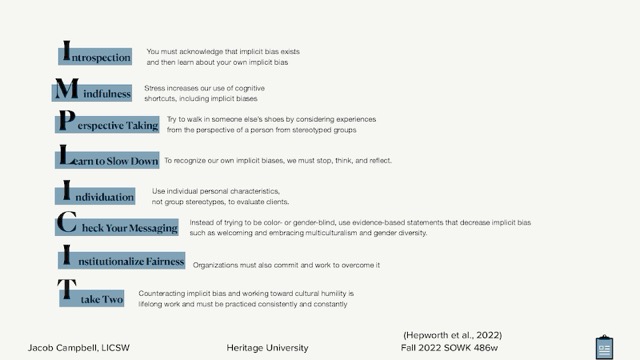 Introspection
You must acknowledge that implicit bias exists
and then learn about your own implicit bias
Mindfulness
Stress increases our use of cognitive
shortcuts, including implicit biases
Perspective Taking
Try to walk in someone else's shoes by considering experiences
from the perspective of a person from stereotyped groups
Learn to Slow Down
To recognize our own implicit biases, we must stop, think, and reflect.
Individuation
Use individual personal characteristics,
not group stereotypes, to evaluate clients.
Check Your Messaging
Instead of trying to be color- or gender-blind, use evidence-based statements that decrease implicit bias
such as welcoming and embracing multiculturalism and gender diversity.
Institutionalize Fairness
Organizations must also commit and work to overcome it
Take Two
Counteracting implicit bias and working toward cultural humility is
lifelong work and must be practiced consistently and constantly
(Hepworth et al., 2022)
Jacob Campbell, LICSW
Heritage University
Fall 2022 SOWK 486w